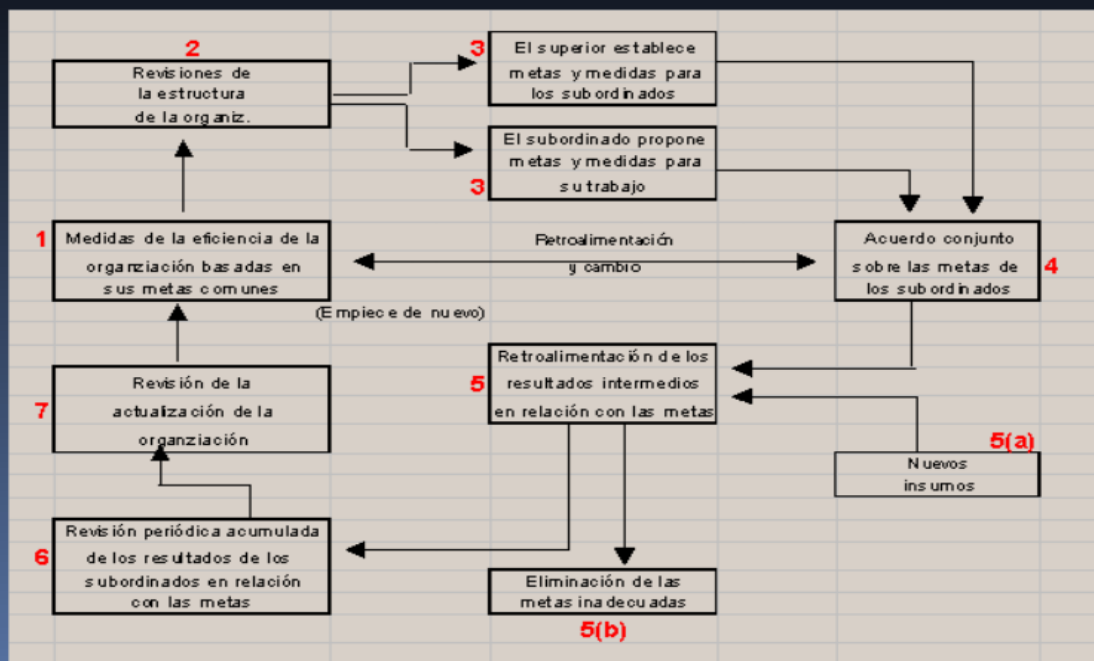 2
Revisiones de
la estructura
de la organiz.
3
El superior establece
metas y medidas para
los subordinados
El subordinado propone
metas y medidas para
su trabajo
3
1
Medidas de la eficiencia de la
organziación basadas en
sus metas comunes
Retroalimentación
y cambio
Acuerdo conjunto
sobre las metas de
los subordinados
4
(Empiece de nuevo)
7
Revisión de la
actualización de la
organziación
5
Retroalimentación de los
resultados intermedios
en relación con las metas
5(a)
Nuevos
insumos
6
Revisión periódica acumulada
de los resultados de los
subordinados en relación
con las metas
Eliminación de las
metas inadecuadas
5(b)